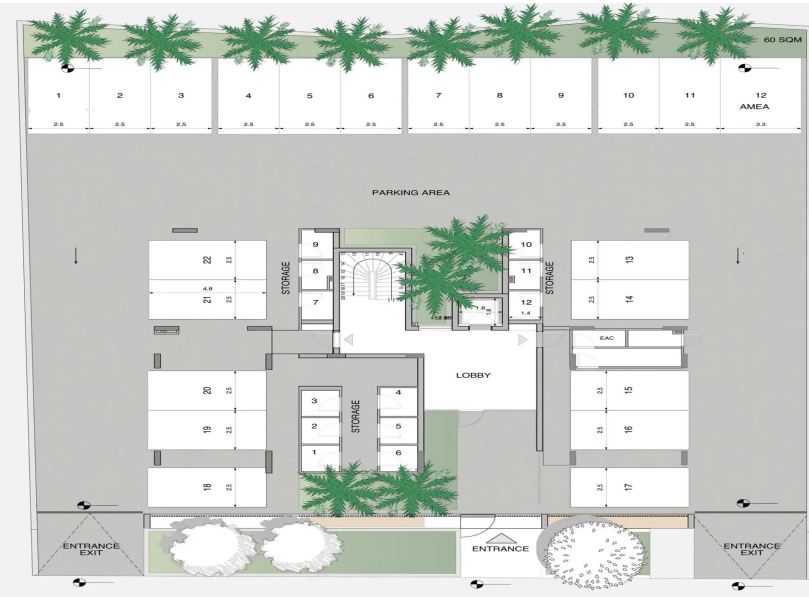 60 SQM
1 2 3 4 5 6 7 8 9 10 11 12
AMEA
2.5 2.5 2.5 2.5 2.5 2.5 2.5 2.5 2.5 2.5 2.5 3.3
PARKING AREA
9 10
22 2.5 STORAGE 8 11 STORAGE 2.5 13
4.8
21 2.5 7 1.8 12 2.5 14
1.4
EAC
LOBBY
20 2.5 3 4 2.5 15
STORAGE
19 2.5 2 5 2.5 16
1 6
18 2.5 2.5 17
ENTRANCE
EXIT
ENTRANCE
ENTRANCE
EXIT